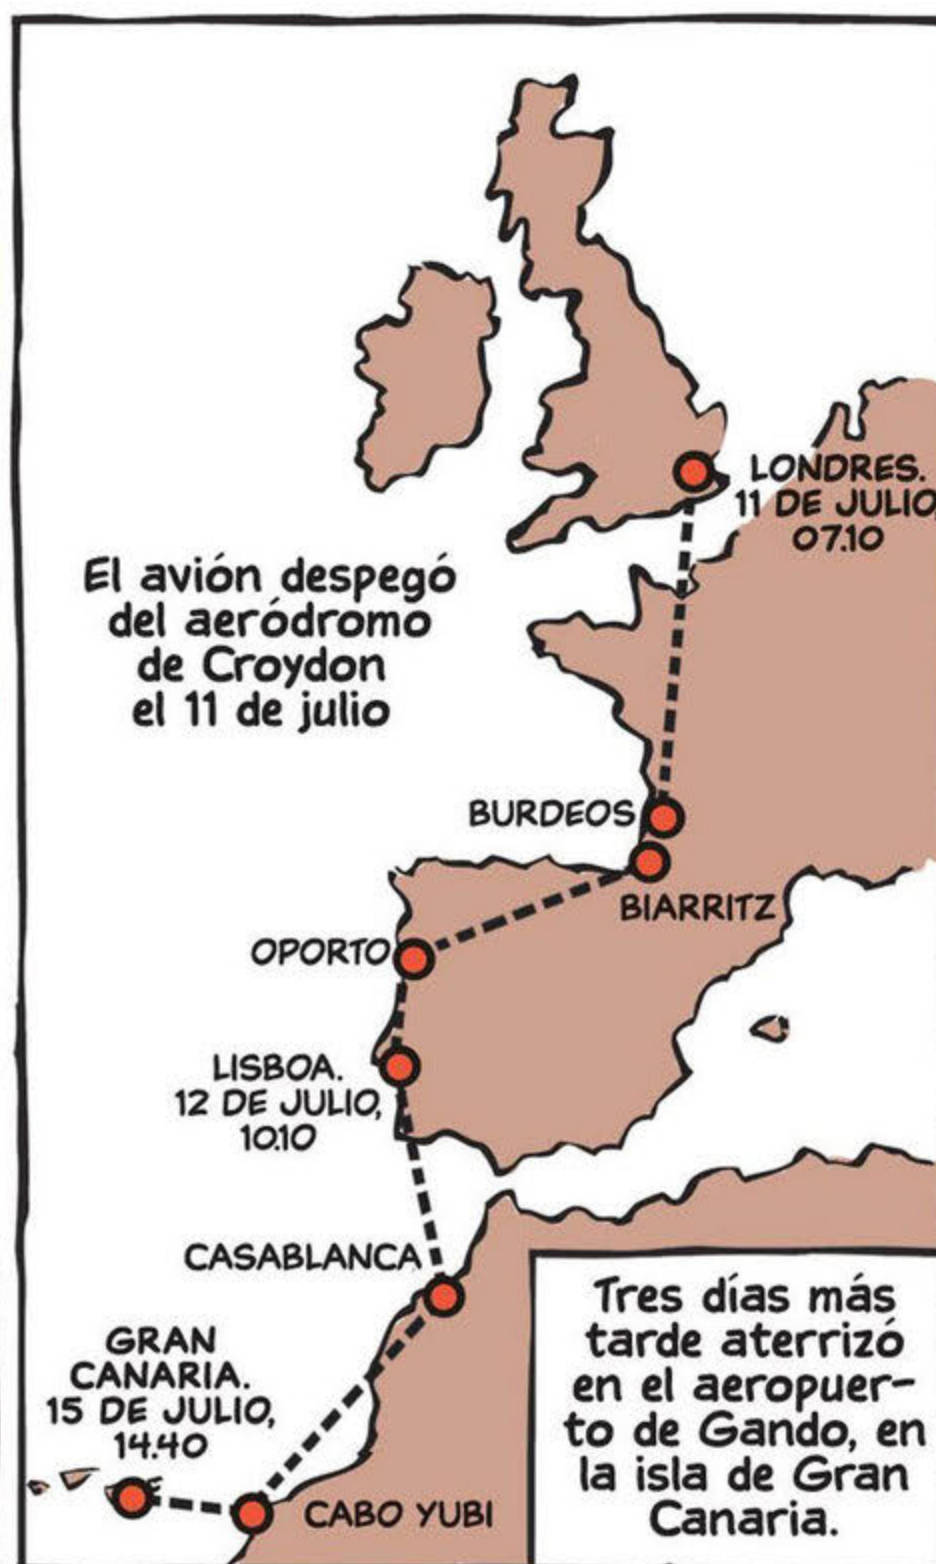 LONDRES.
11 DE JULIO,
07.10
El avión despegó
del aeródromo
de Croydon
el 11 de julio
BURDEOS
BIARRITZ
OPORTO
LISBOA.
12 DE JULIO,
10.10
CASABLANCA
GRAN
CANARIA.
15 DE JULIO,
14.40
CABO YUBI
Tres días más
tarde aterrizó
en el aeropuer-
to de Gando, en
la isla de Gran
Canaria.